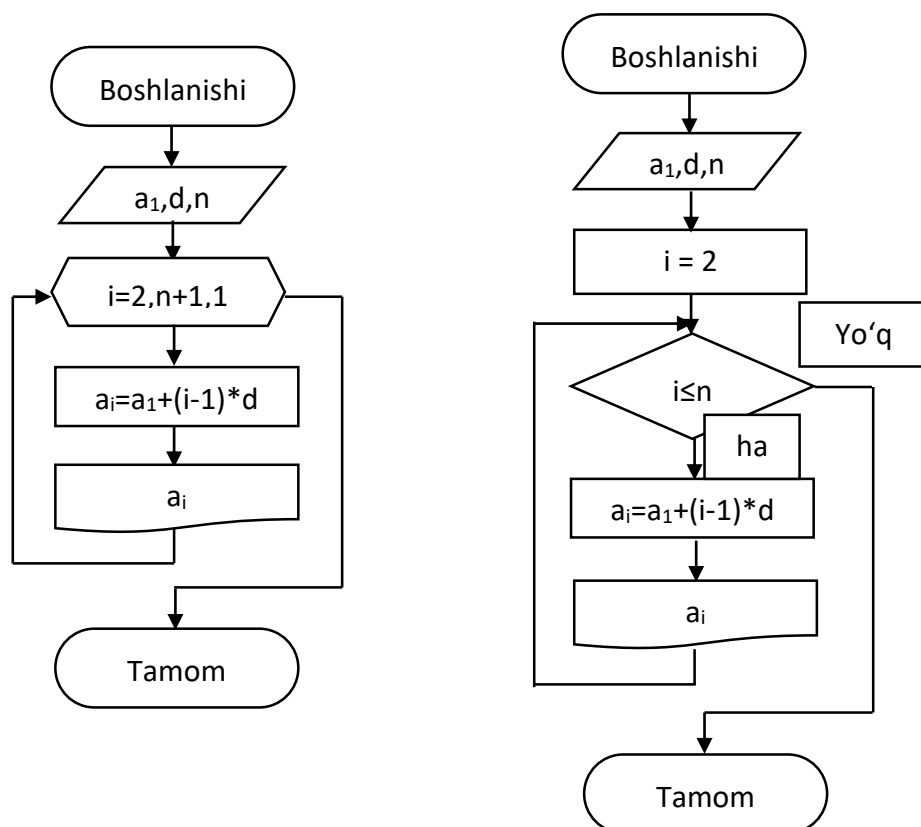 Boshlanishi
a₁,d,n
i=2,n+1,1
aᵢ=a₁+(i-1)*d
aᵢ
Tamom
Boshlanishi
a₁,d,n
i = 2
Yo‘q
i≤n
ha
aᵢ=a₁+(i-1)*d
aᵢ
Tamom